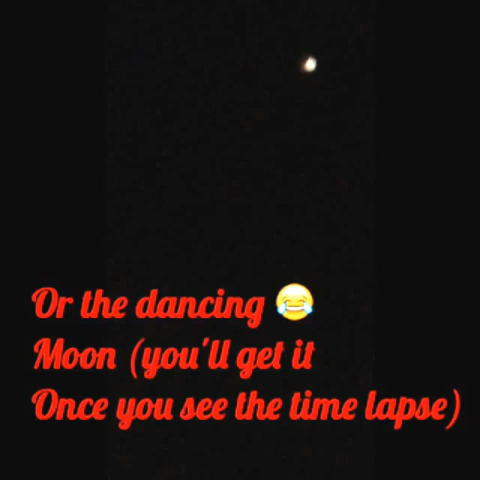 Or the dancing 😂
Moon (you'll get it
Once you see the time lapse)